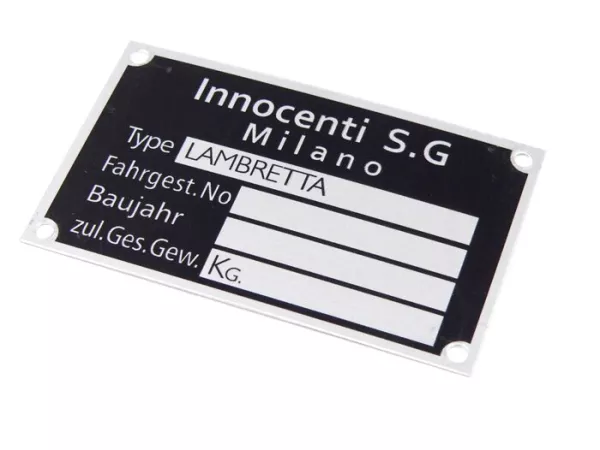 Innocenti S.G
Milano
Type LAMBRETTA
Fahrgest.No
Baujahr
zul.Ges.Gew. KG.